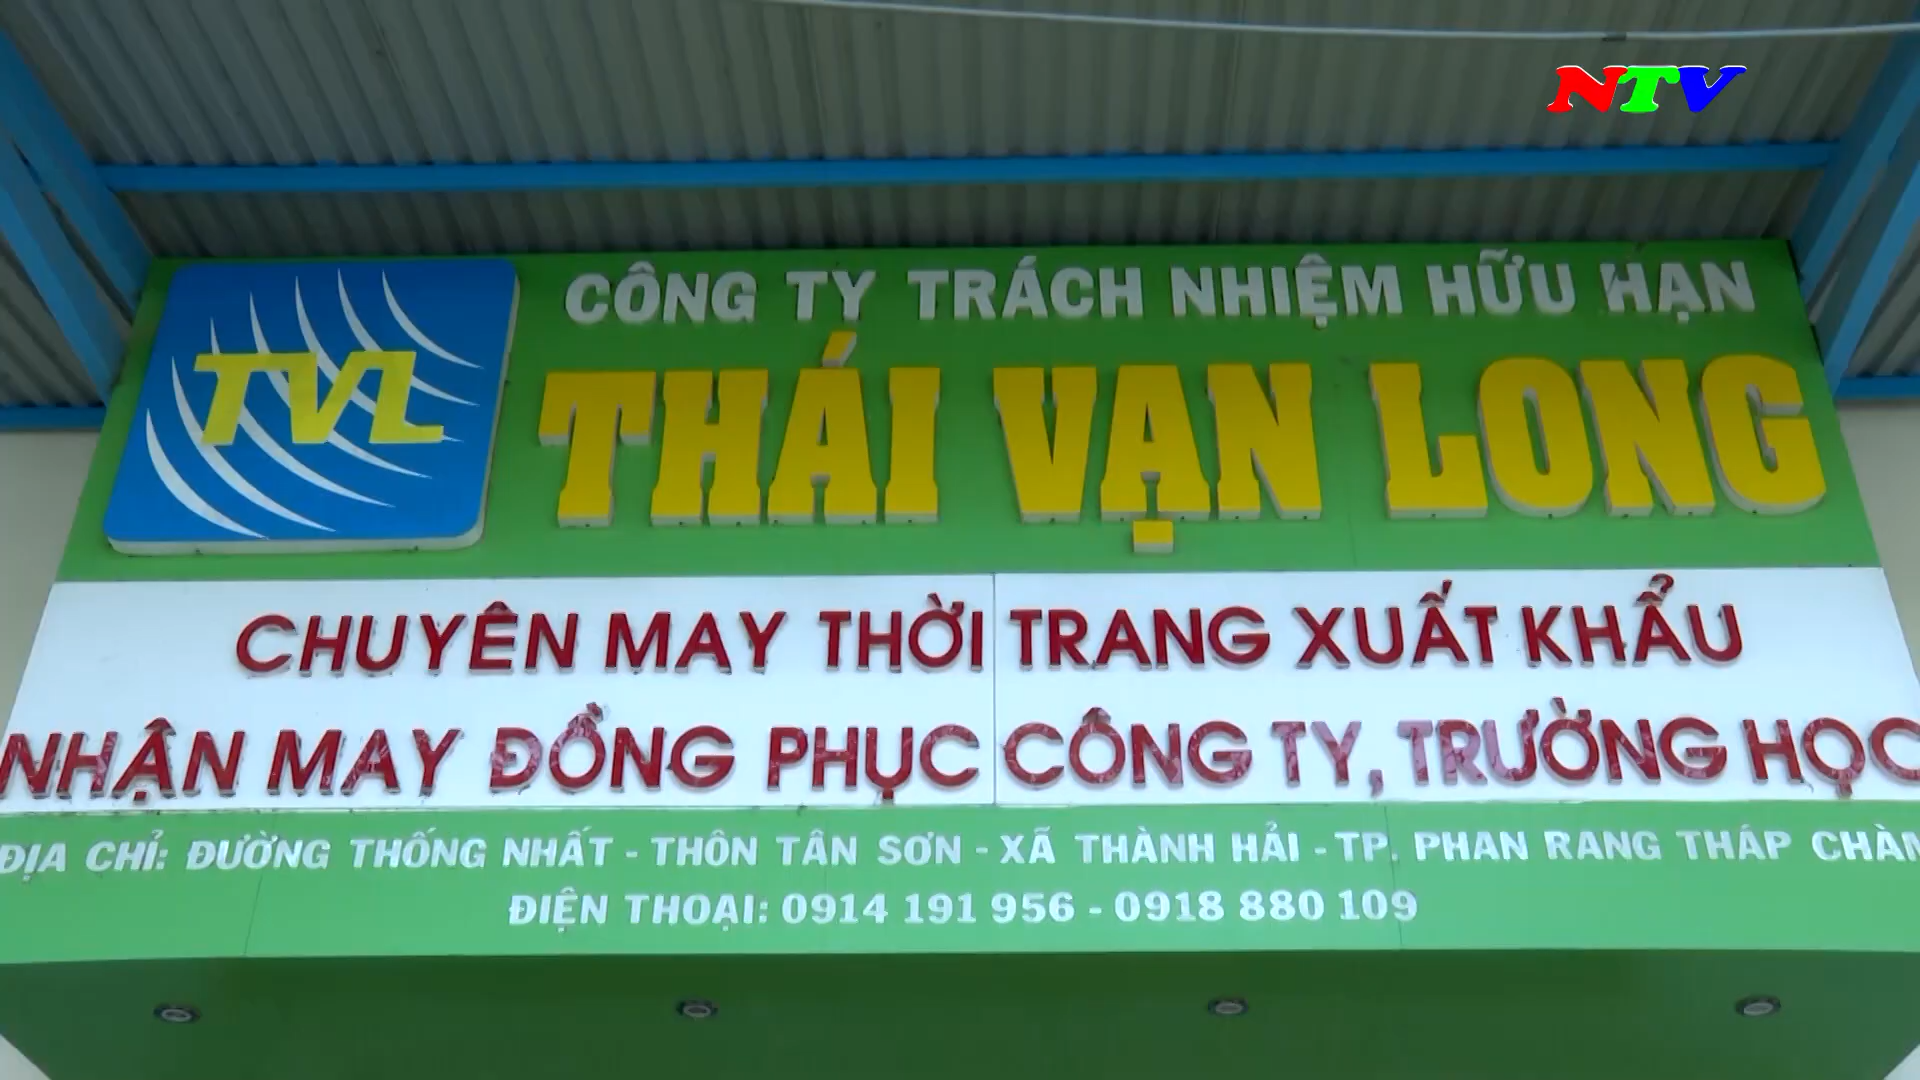 NTV
CÔNG TY TRÁCH NHIỆM HỮU HẠN
TVL
THÁI VẠN LONG
CHUYÊN MAY THỜI TRANG XUẤT KHẨU
NHẬN MAY ĐỒNG PHỤC CÔNG TY, TRƯỜNG HỌC
ĐỊA CHỈ: ĐƯỜNG THỐNG NHẤT - THÔN TÂN SƠN - XÃ THÀNH HẢI - TP. PHAN RANG THÁP CHÀM
ĐIỆN THOẠI: 0914 191 956 - 0918 880 109